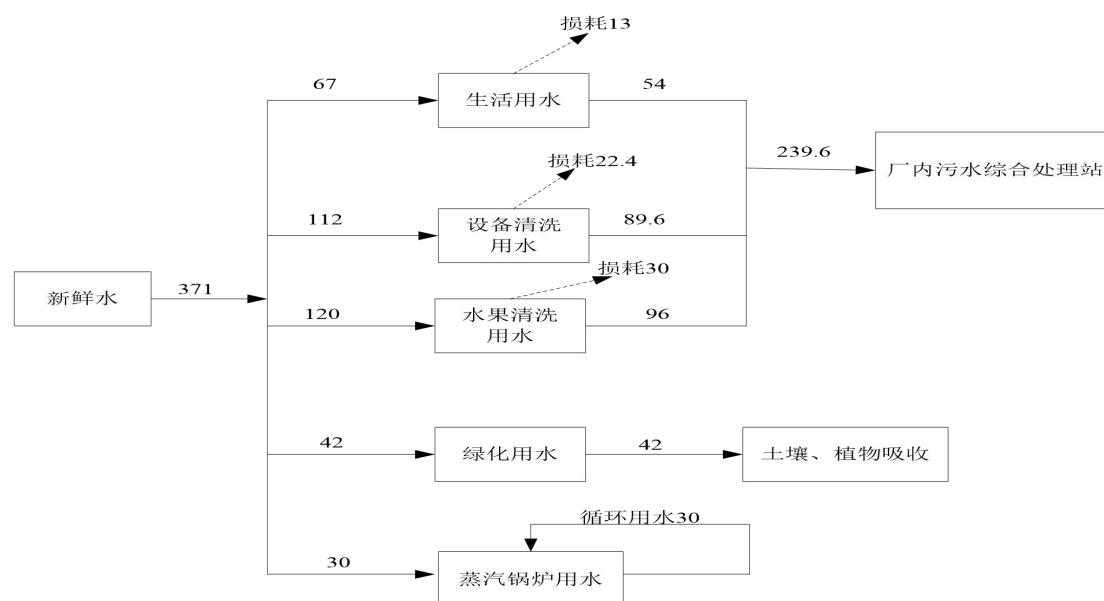 损耗13
67
生活用水
54
239.6
厂内污水综合处理站
损耗22.4
112
设备清洗
用水
89.6
损耗30
新鲜水
371
120
水果清洗
用水
96
42
绿化用水
42
土壤、植物吸收
循环用水30
30
蒸汽锅炉用水